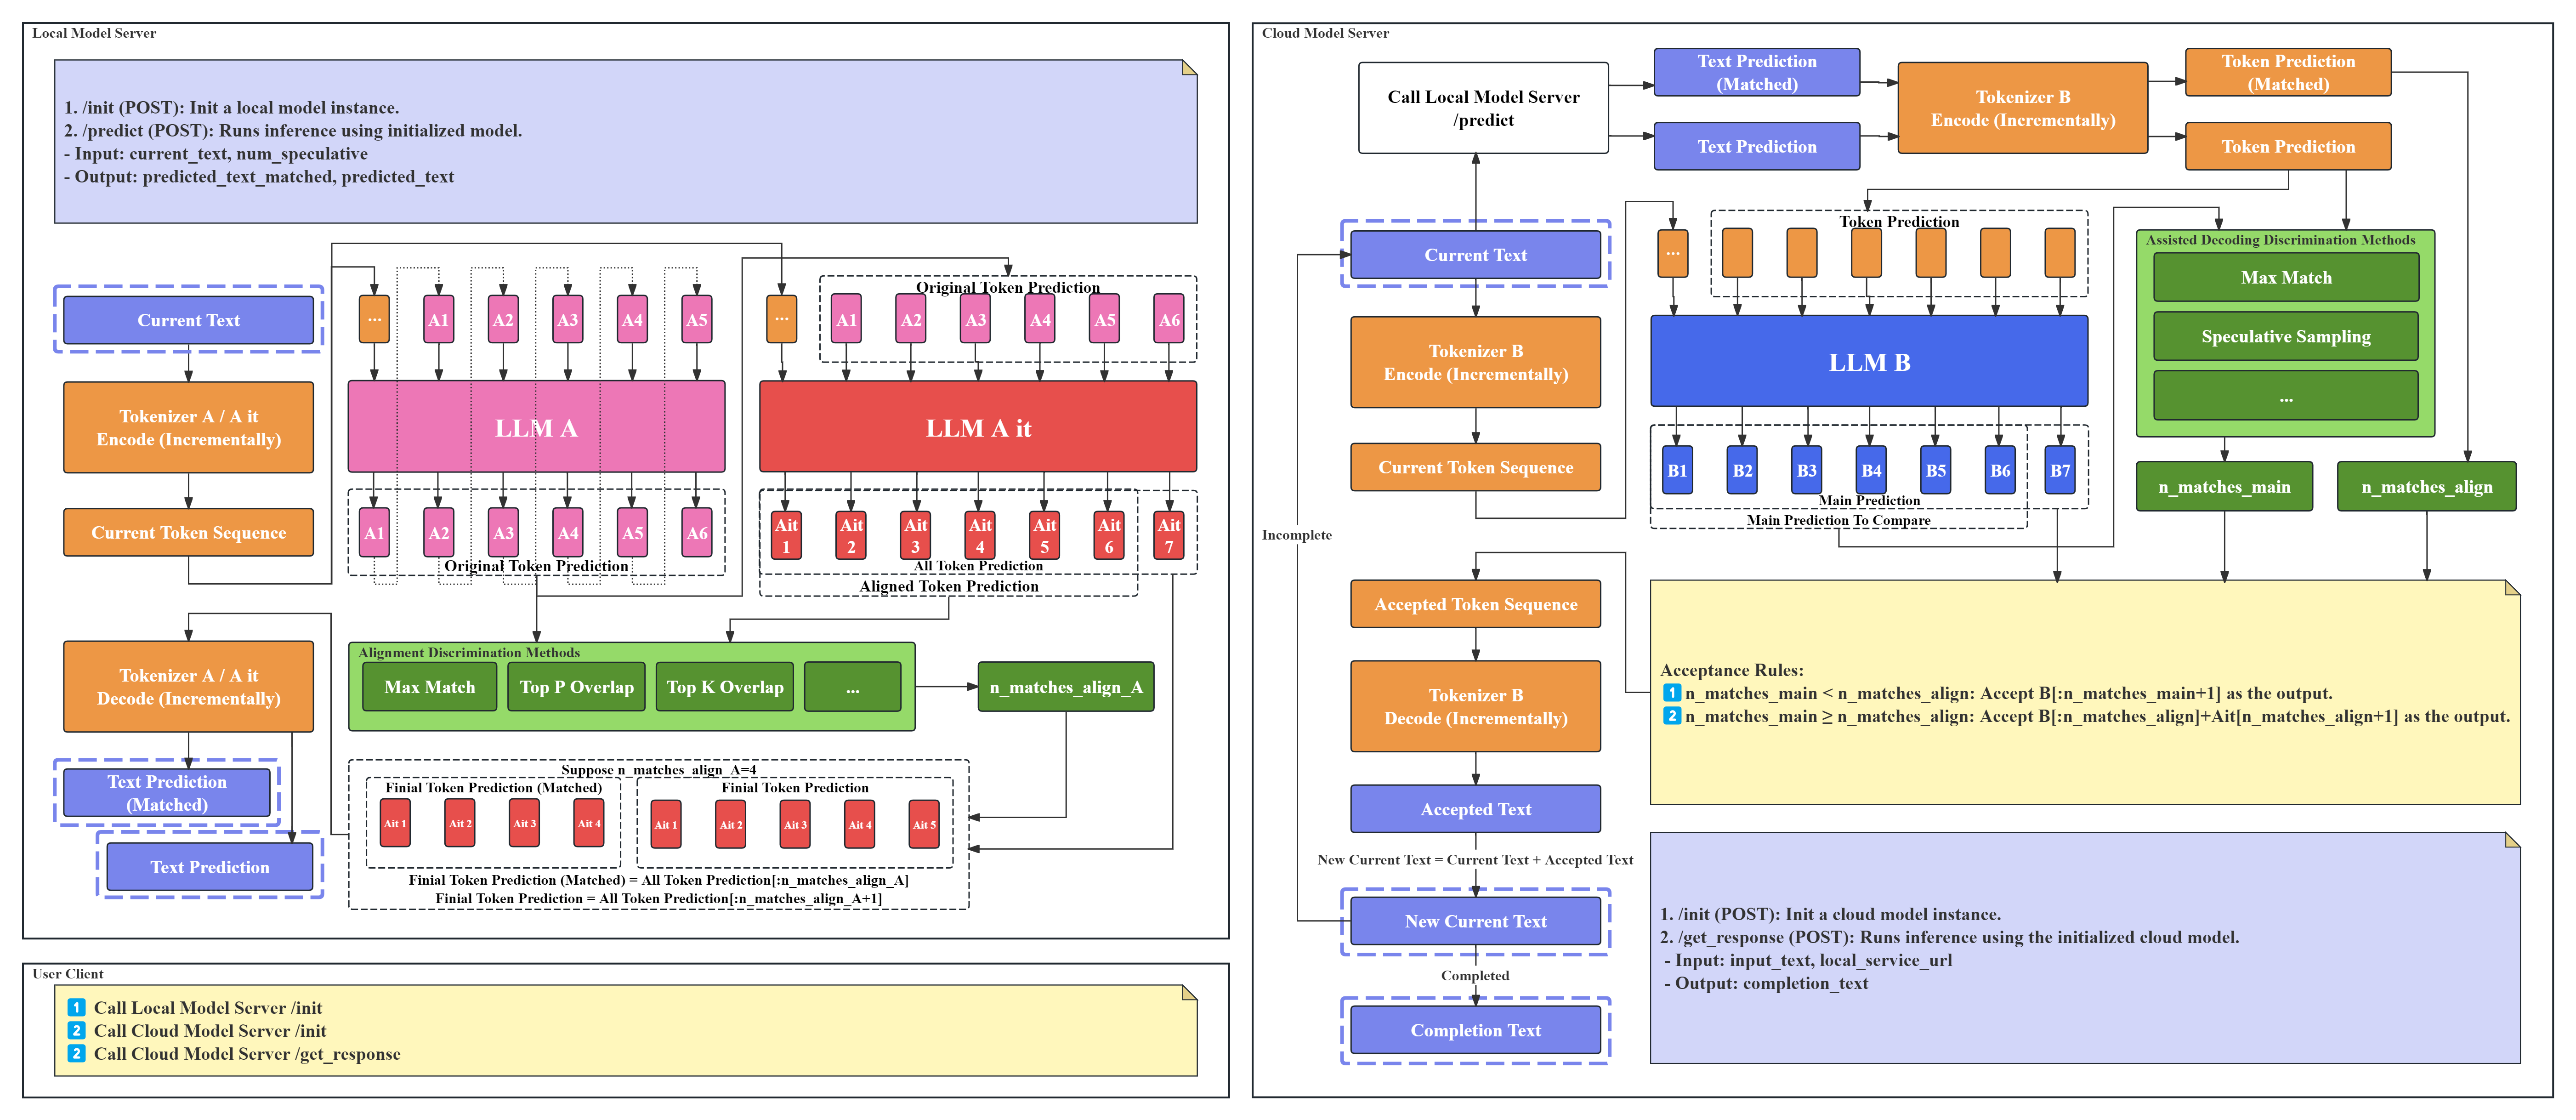 Local Model Server
1. /init (POST): Init a local model instance.
2. /predict (POST): Runs inference using initialized model.
- Input: current_text, num_speculative
- Output: predicted_text_matched, predicted_text
Current Text
Tokenizer A / A it
Encode (Incrementally)
Current Token Sequence
... A1 A2 A3 A4 A5
LLM A
A1 A2 A3 A4 A5 A6
Original Token Prediction
...
Original Token Prediction
A1 A2 A3 A4 A5 A6
LLM A it
Ait Ait Ait Ait Ait Ait Ait
1 2 3 4 5 6 7
All Token Prediction
Aligned Token Prediction
Tokenizer A / A it
Decode (Incrementally)
Text Prediction
(Matched)
Text Prediction
Alignment Discrimination Methods
Max Match
Top P Overlap
Top K Overlap
...
n_matches_align_A
Suppose n_matches_align_A=4
Finial Token Prediction (Matched)
Ait 1 Ait 2 Ait 3 Ait 4
Finial Token Prediction
Ait 1 Ait 2 Ait 3 Ait 4 Ait 5
Finial Token Prediction (Matched) = All Token Prediction[:n_matches_align_A]
Finial Token Prediction = All Token Prediction[:n_matches_align_A+1]
User Client
1 Call Local Model Server /init
2 Call Cloud Model Server /init
2 Call Cloud Model Server /get_response
Cloud Model Server
Call Local Model Server
/predict
Text Prediction
(Matched)
Text Prediction
Tokenizer B
Encode (Incrementally)
Token Prediction
(Matched)
Token Prediction
Current Text
Tokenizer B
Encode (Incrementally)
Current Token Sequence
...
Token Prediction
LLM B
B1 B2 B3 B4 B5 B6 B7
Main Prediction
Main Prediction To Compare
Assisted Decoding Discrimination Methods
Max Match
Speculative Sampling
...
n_matches_main
n_matches_align
Incomplete
Accepted Token Sequence
Tokenizer B
Decode (Incrementally)
Accepted Text
New Current Text = Current Text + Accepted Text
New Current Text
Completed
Completion Text
Acceptance Rules:
1 n_matches_main < n_matches_align: Accept B[:n_matches_main+1] as the output.
2 n_matches_main ≥ n_matches_align: Accept B[:n_matches_align]+Ait[n_matches_align+1] as the output.
1. /init (POST): Init a cloud model instance.
2. /get_response (POST): Runs inference using the initialized cloud model.
- Input: input_text, local_service_url
- Output: completion_text